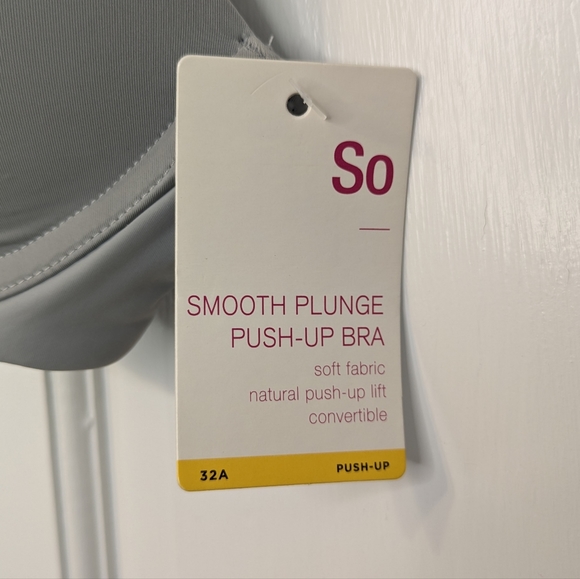 So
SMOOTH PLUNGE
PUSH-UP BRA
soft fabric
natural push-up lift
convertible
32A PUSH-UP